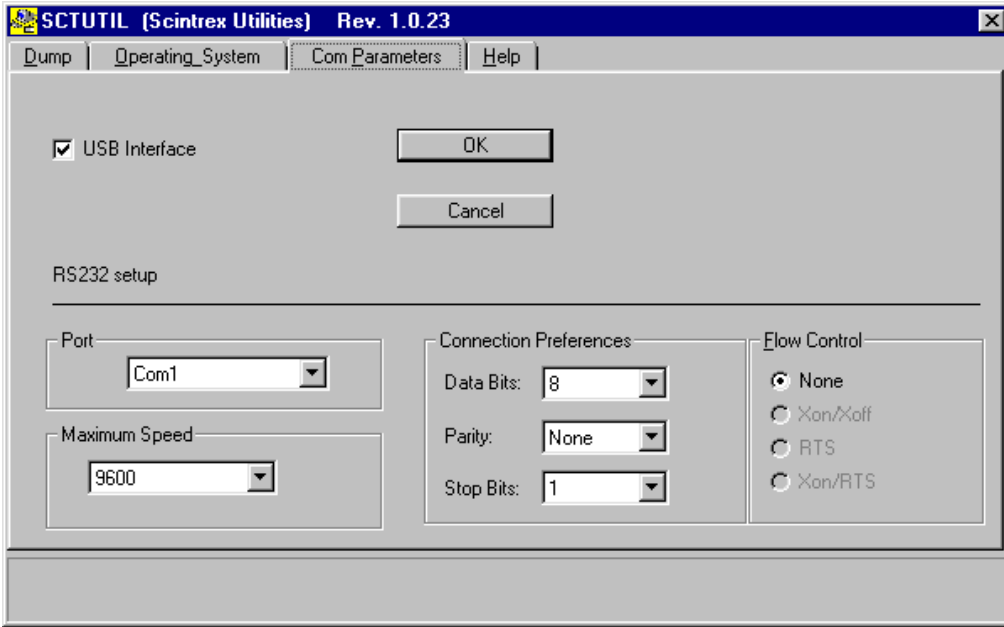 SCTUTIL (Scintrex Utilities) Rev. 1.0.23
Dump Operating_System Com Parameters Help
USB Interface
OK
Cancel
RS232 setup
Port
Com1
Maximum Speed
9600
Connection Preferences
Data Bits: 8
Parity: None
Stop Bits: 1
Flow Control
None
Xon/Xoff
RTS
Xon/RTS